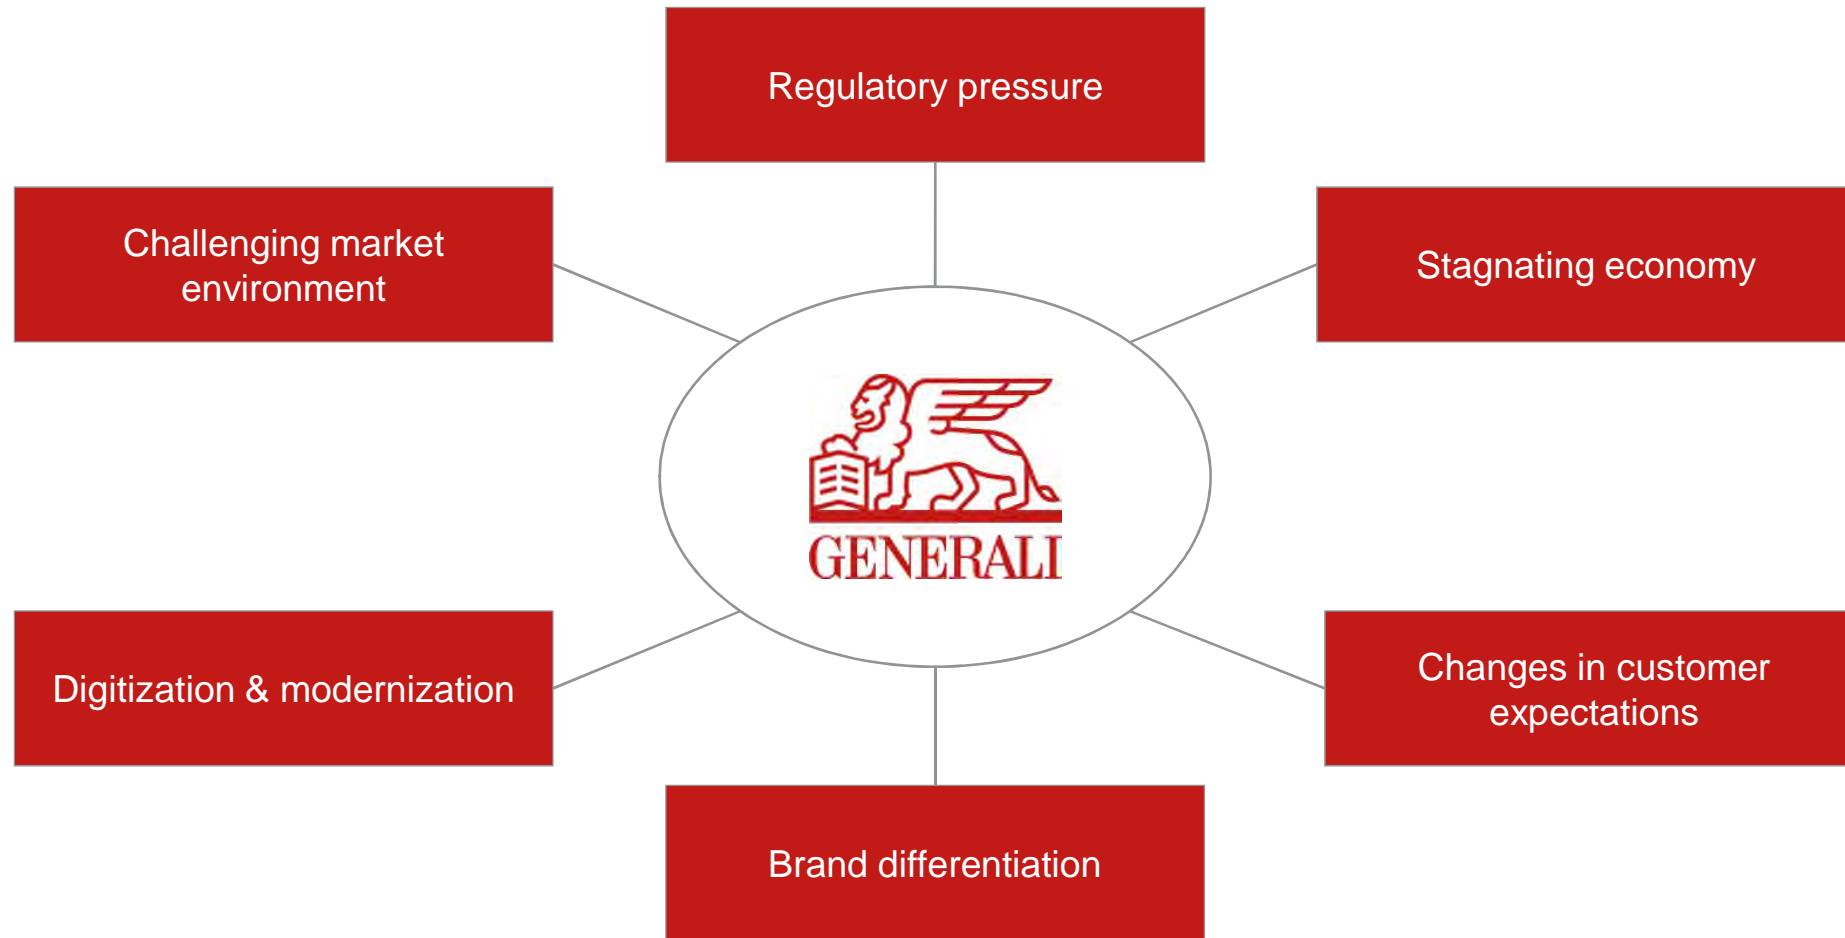 Regulatory pressure
Challenging market
environment
Stagnating economy
GENERALI
Digitization & modernization
Changes in customer
expectations
Brand differentiation